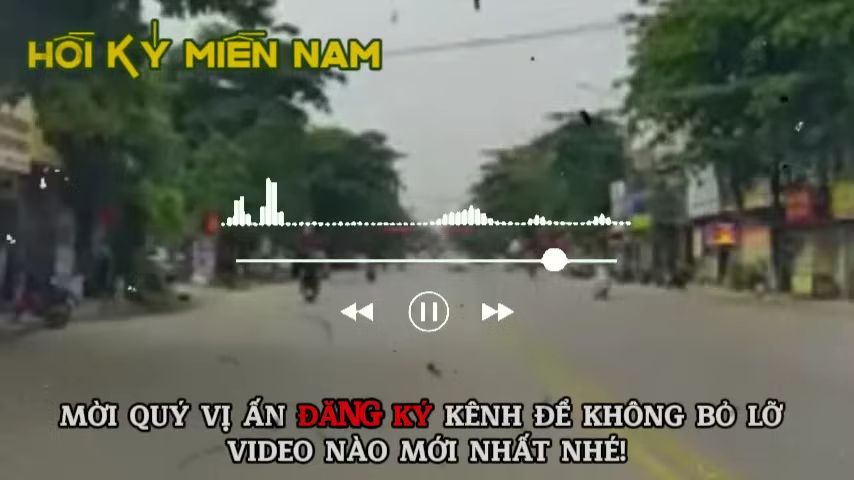 HỒI KÝ MIỀN NAM
MỜI QUÝ VỊ ẤN ĐĂNG KÝ KÊNH ĐỂ KHÔNG BỎ LỠ
VIDEO NÀO MỚI NHẤT NHÉ!